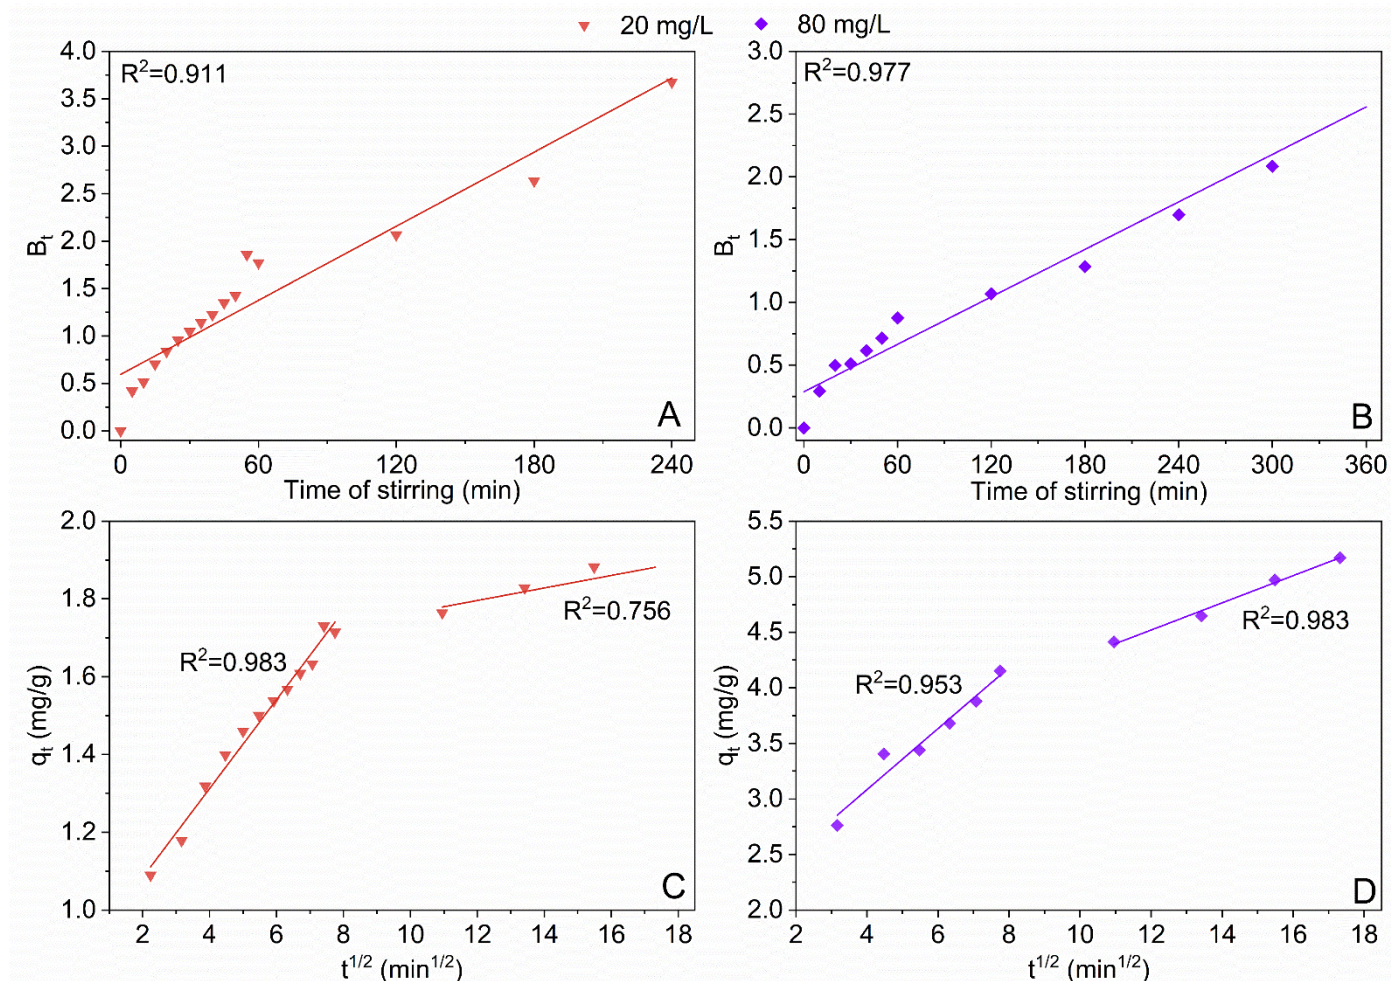 20 mg/L 80 mg/L
R²=0.911
4.0
3.5
3.0
2.5
2.0
1.5
1.0
0.5
0.0
Bₜ
A
0 60 120 180 240
Time of stirring (min)
R²=0.977
3.0
2.5
2.0
1.5
1.0
0.5
0.0
Bₜ
B
0 60 120 180 240 300 360
Time of stirring (min)
2.0
1.8
1.6
1.4
1.2
1.0
qₜ (mg/g)
R²=0.983
R²=0.756
C
2 4 6 8 10 12 14 16 18
t^1/2 (min^1/2)
5.5
5.0
4.5
4.0
3.5
3.0
2.5
2.0
qₜ (mg/g)
R²=0.953
R²=0.983
D
2 4 6 8 10 12 14 16 18
t^1/2 (min^1/2)